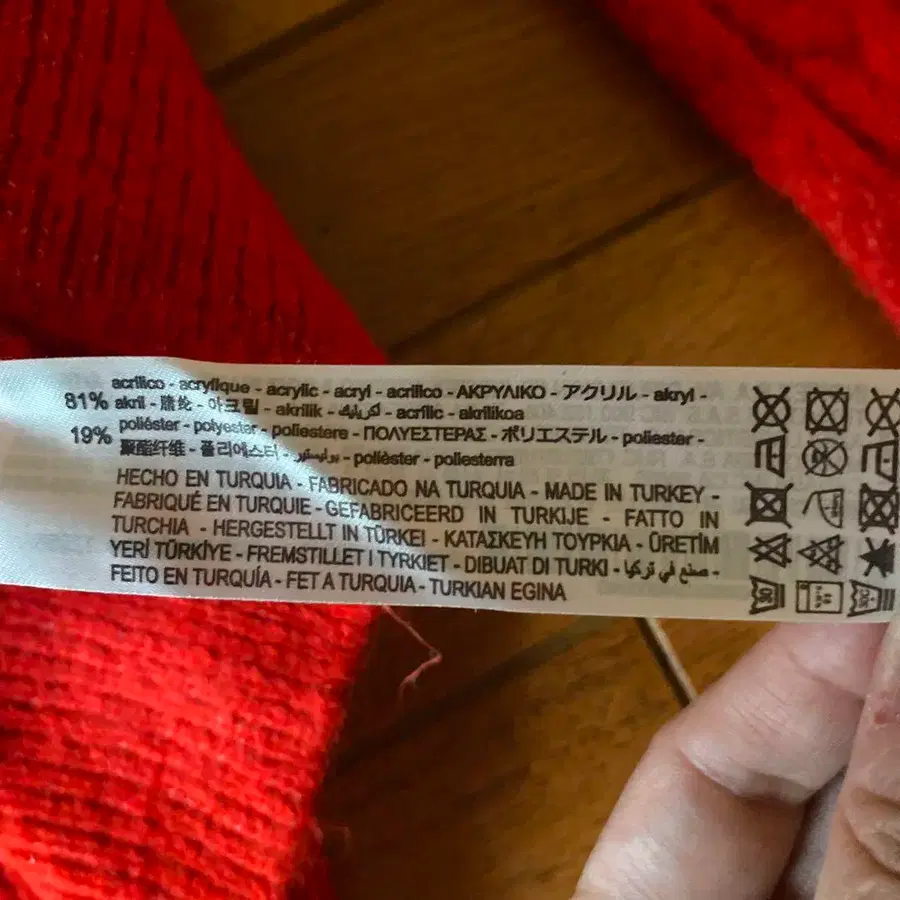 acrílico - acrylique - acrylic - acryl - acrilico - ΑΚΡΥΛΙΚΟ - アクリル - akryl -
81% akril - 腈纶 - 아크릴 - akrilik - اكريليك - acrílic - akrilikoa
19% poliéster - polyester - poliestere - ΠΟΛΥΕΣΤΕΡΑΣ - ポリエステル - poliester -
聚酯纤维 - 폴리에스터 - بوليستر - polièster - poliesterra
HECHO EN TURQUIA - FABRICADO NA TURQUIA - MADE IN TURKEY -
FABRIQUÉ EN TURQUIE - GEFABRICEERD IN TURKIJE - FATTO IN
TURCHIA - HERGESTELLT IN TÜRKEI - ΚΑΤΑΣΚΕΥΗ ΤΟΥΡΚΙΑ - ÜRETİM
YERİ TÜRKİYE - FREMSTILLET I TYRKIET - DIBUAT DI TURKI - صنع في تركيا -
FEITO EN TURQUÍA - FET A TURQUIA - TURKIAN EGINA